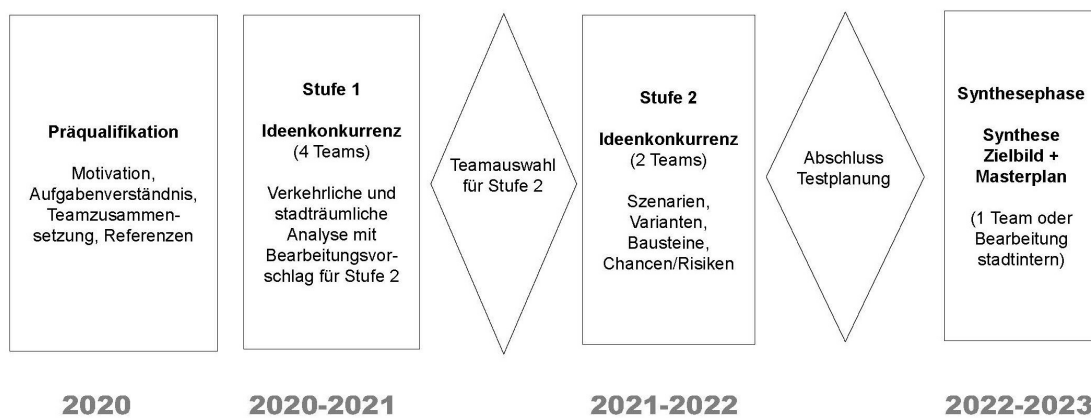 Präqualifikation
Motivation,
Aufgabenverständnis,
Teamzusammen-
setzung, Referenzen
Stufe 1
Ideenkonkurrenz
(4 Teams)
Verkehrliche und
stadträumliche
Analyse mit
Bearbeitungsvor-
schlag für Stufe 2
Teamauswahl
für Stufe 2
Stufe 2
Ideenkonkurrenz
(2 Teams)
Szenarien,
Varianten,
Bausteine,
Chancen/Risiken
Abschluss
Testplanung
Synthesephase
Synthese
Zielbild +
Masterplan
(1 Team oder
Bearbeitung
stadtintern)
2020
2020-2021
2021-2022
2022-2023